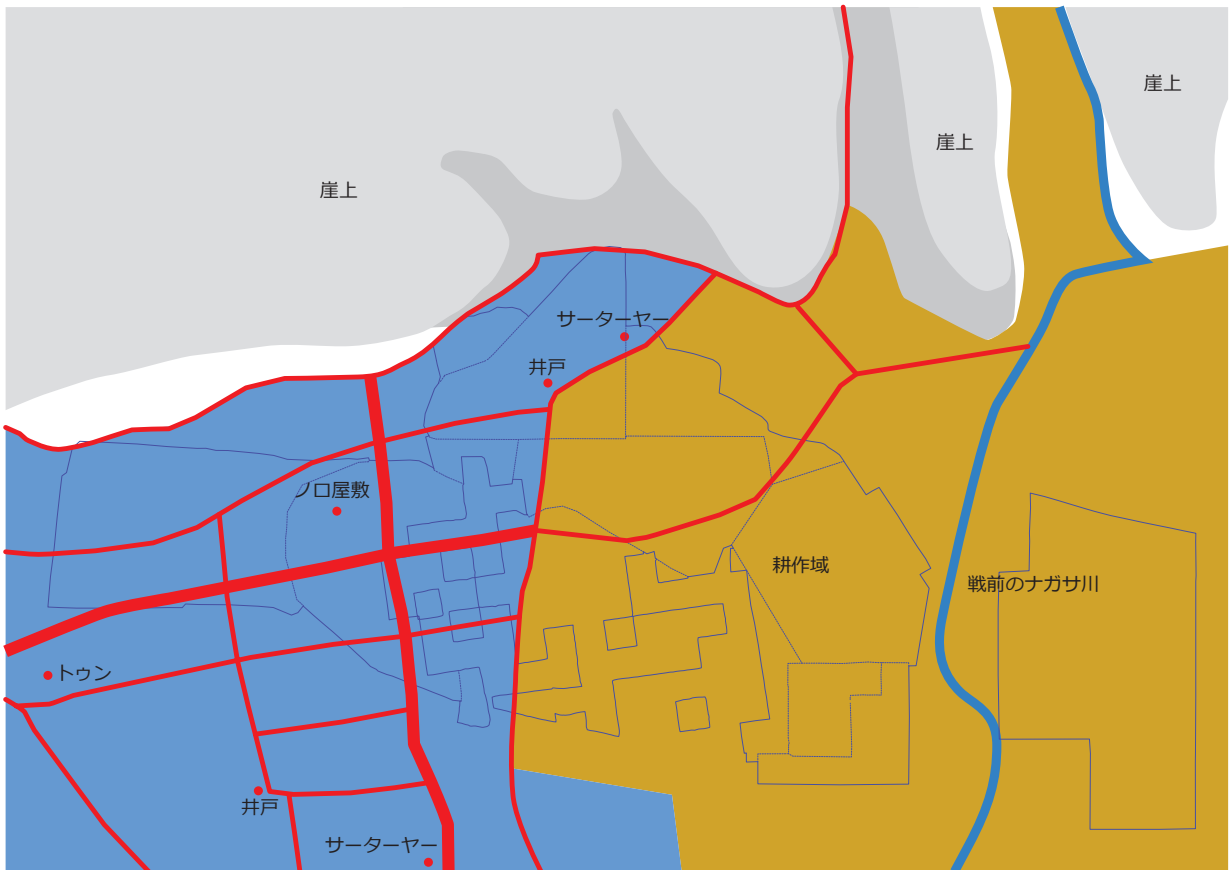 崖上
崖上
崖上
サーターヤー
井戸
ノロ屋敷
耕作域
戦前のナガサ川
トゥン
井戸
サーターヤー